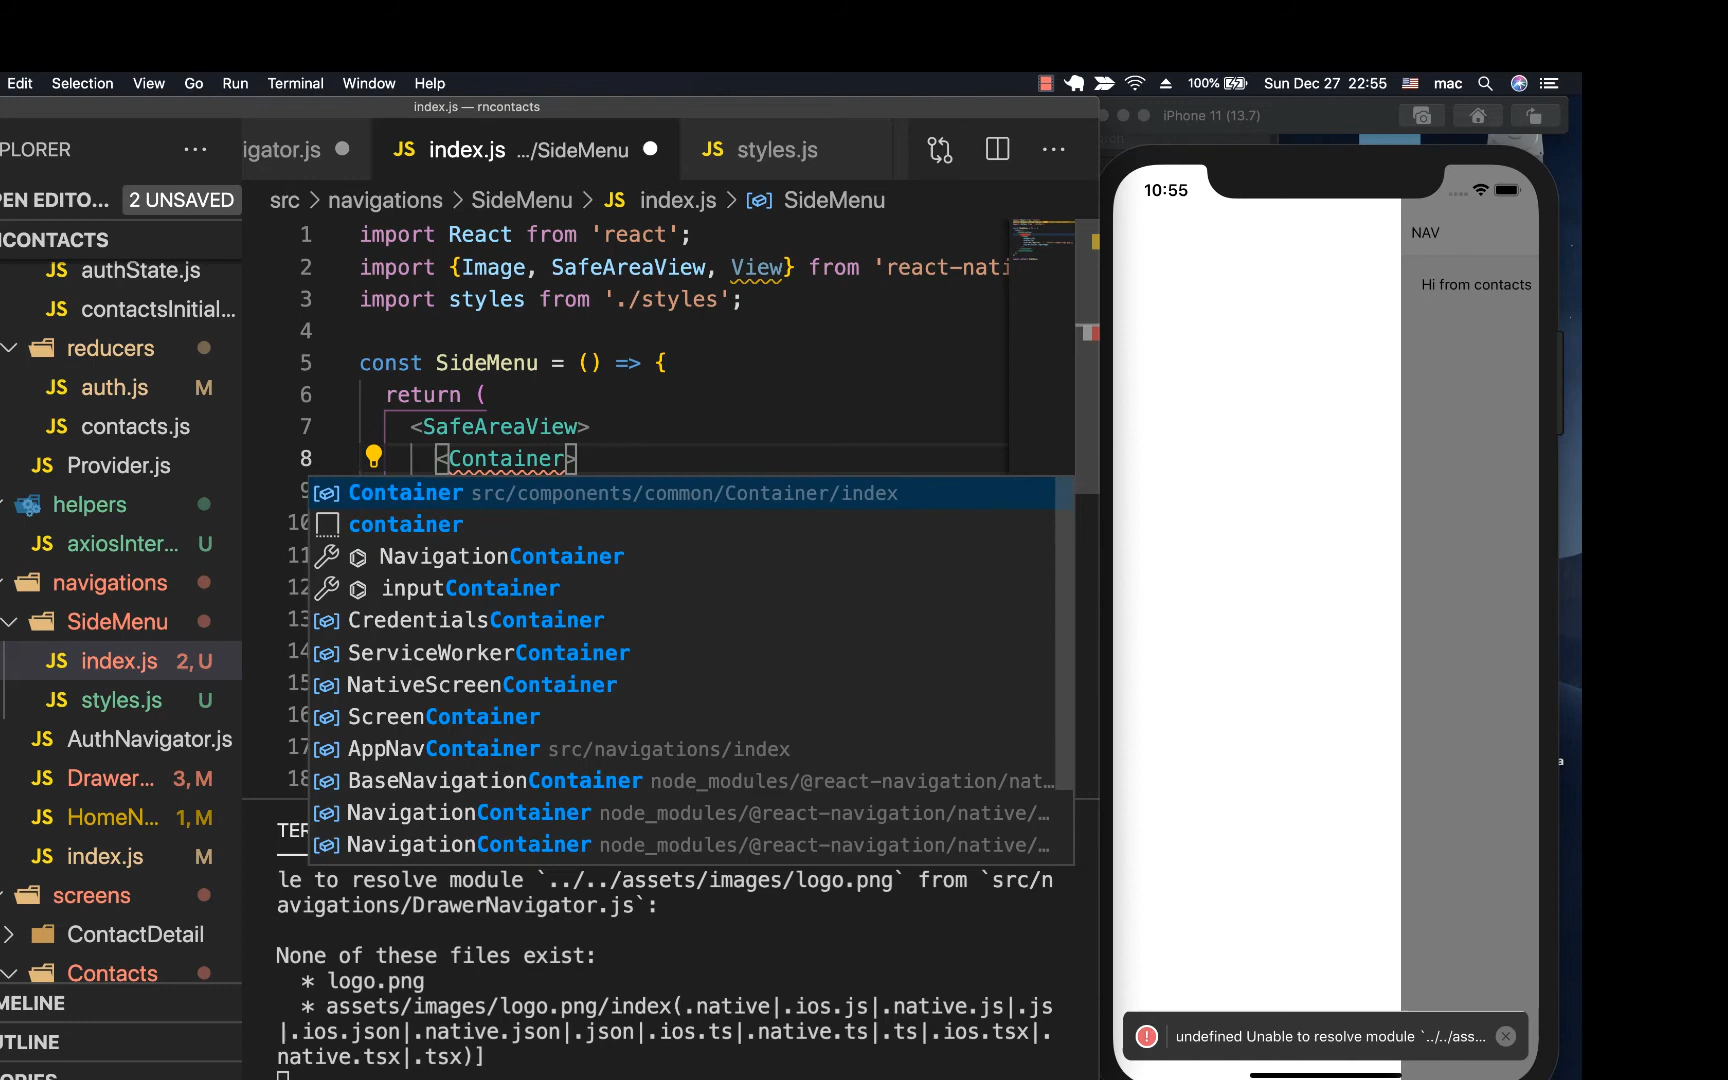 Edit Selection View Go Run Terminal Window Help 100% Sun Dec 27 22:55 mac
index.js — rncontacts
iPhone 11 (13.7)
PLORER ...
igator.js
JS index.js .../SideMenu
JS styles.js
...
PEN EDITO... 2 UNSAVED
src > navigations > SideMenu > JS index.js > SideMenu
NCONTACTS
authState.js
JS contactsInitial...
reducers
JS auth.js M
JS contacts.js
JS Provider.js
helpers
JS axiosInter... U
navigations
SideMenu
JS index.js 2, U
JS styles.js U
JS AuthNavigator.js
JS Drawer... 3, M
JS HomeN... 1, M
JS index.js M
screens
ContactDetail
Contacts
MELINE
UTLINE
1 import React from 'react';
2 import {Image, SafeAreaView, View} from 'react-nati
3 import styles from './styles';
4
5 const SideMenu = () => {
6 return (
7 <SafeAreaView>
8 <Container>
9
10
11
12
13
14
15
16
17
18
Container src/components/common/Container/index
container
NavigationContainer
inputContainer
CredentialsContainer
ServiceWorkerContainer
NativeScreenContainer
ScreenContainer
AppNavContainer src/navigations/index
BaseNavigationContainer node_modules/@react-navigation/nat...
NavigationContainer node_modules/@react-navigation/native/...
NavigationContainer node_modules/@react-navigation/native/...
TER
le to resolve module `../../assets/images/logo.png` from `src/n
avigations/DrawerNavigator.js`:
None of these files exist:
* logo.png
* assets/images/logo.png/index(.native|.ios.js|.native.js|.js
|.ios.json|.native.json|.json|.ios.ts|.native.ts|.ts|.ios.tsx|.
native.tsx|.tsx)]
10:55
NAV
Hi from contacts
undefined Unable to resolve module `../../ass...